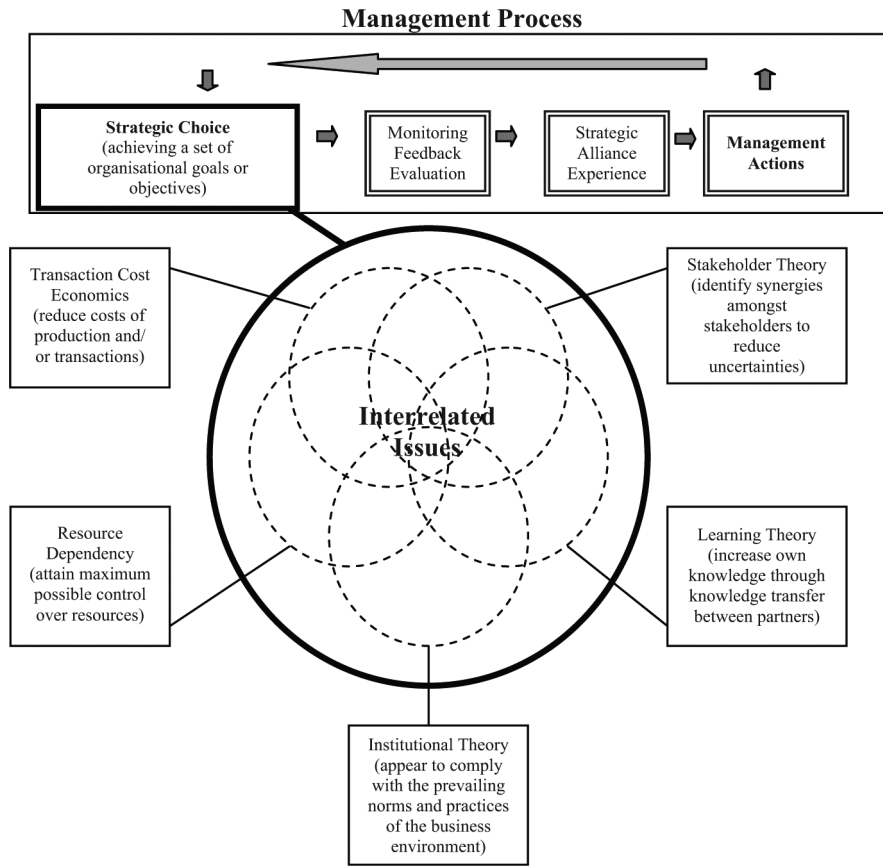 Management Process
Strategic Choice
(achieving a set of
organisational goals or
objectives)
Monitoring
Feedback
Evaluation
Strategic
Alliance
Experience
Management
Actions
Transaction Cost
Economics
(reduce costs of
production and/
or transactions)
Stakeholder Theory
(identify synergies
amongst
stakeholders to
reduce
uncertainties)
Interrelated
Issues
Resource
Dependency
(attain maximum
possible control
over resources)
Learning Theory
(increase own
knowledge through
knowledge transfer
between partners)
Institutional Theory
(appear to comply
with the prevailing
norms and practices
of the business
environment)